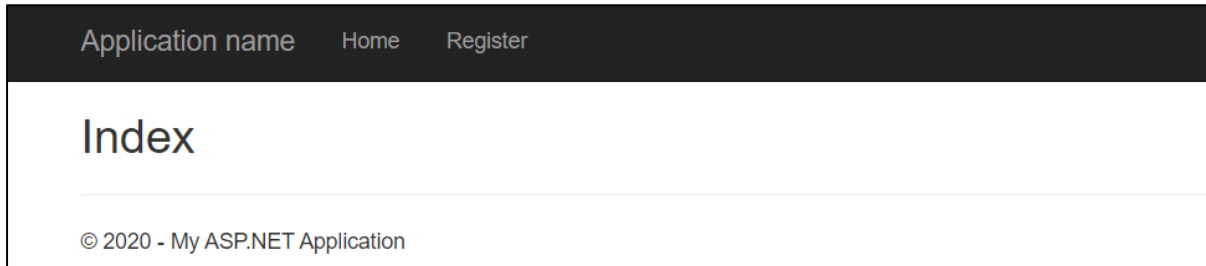 Application name Home Register
Index
© 2020 - My ASP.NET Application